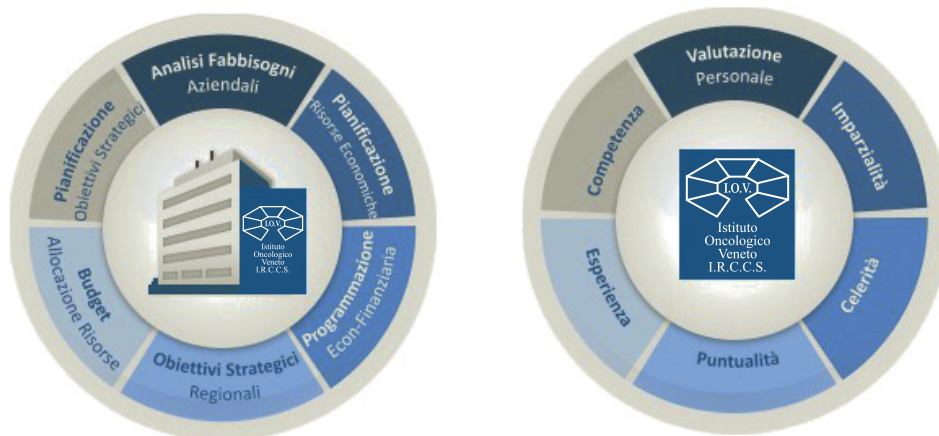 Analisi Fabbisogni
Aziendali
Pianificazione
Risorse Economiche
Programmazione
Econ-Finanziaria
Obiettivi Strategici
Regionali
Budget
Allocazione Risorse
Pianificazione
Obiettivi Strategici
I.O.V.
Istituto
Oncologico
Veneto
I.R.C.C.S.
Valutazione
Personale
Imparzialità
Celerità
Puntualità
Esperienza
Competenza
I.O.V.
Istituto
Oncologico
Veneto
I.R.C.C.S.